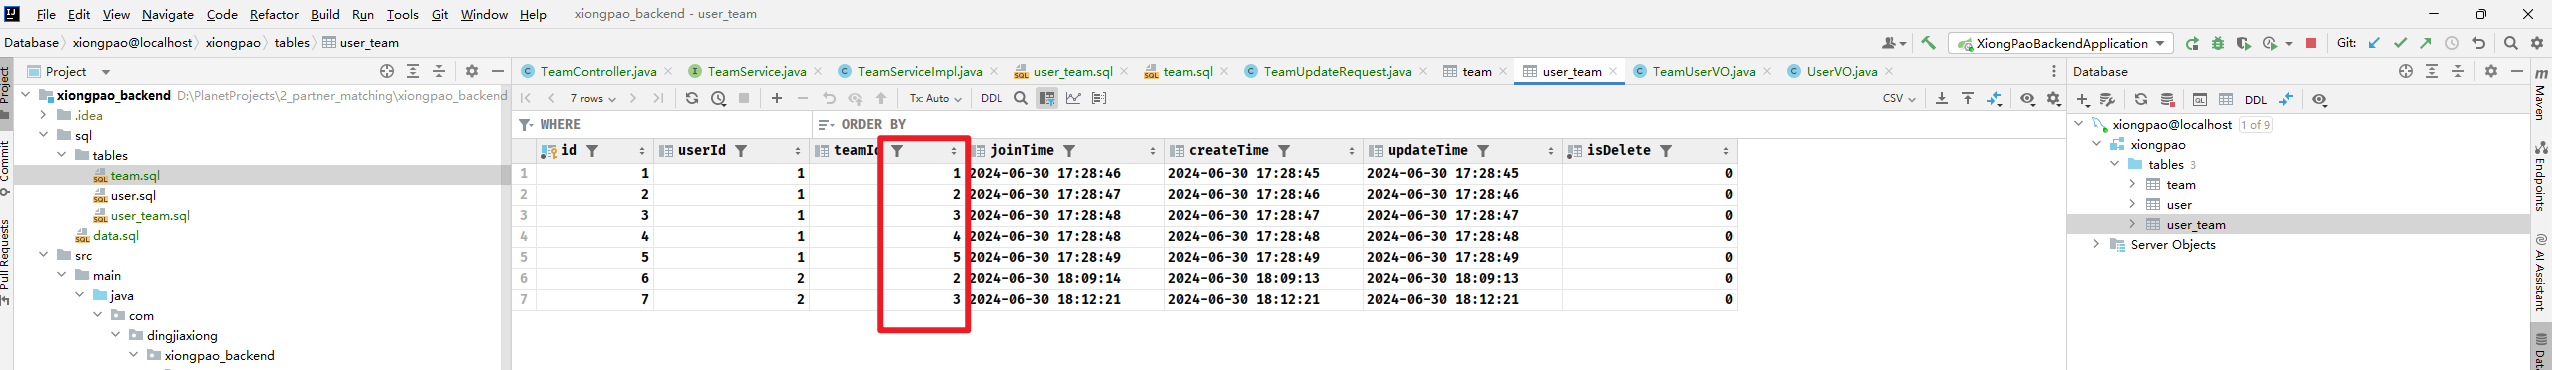 File Edit View Navigate Code Refactor Build Run Tools Git Window Help xiongpao_backend - user_team
Database xiongpao@localhost xiongpao tables user_team
XiongPaoBackendApplication Git:
Project
Commit
Pull Requests
Project
xiongpao_backend D:\PlanetProjects\2_partner_matching\xiongpao_backend
.idea
sql
tables
team.sql
user.sql
user_team.sql
data.sql
src
main
java
com
dingjiaxiong
xiongpao_backend
TeamController.java TeamService.java TeamServiceImpl.java user_team.sql team.sql TeamUpdateRequest.java team user_team TeamUserVO.java UserVO.java
7 rows Tx: Auto DDL CSV
WHERE ORDER BY
id userId teamId joinTime createTime updateTime isDelete
1 1 1 1 2024-06-30 17:28:46 2024-06-30 17:28:45 2024-06-30 17:28:45 0
2 2 1 2 2024-06-30 17:28:47 2024-06-30 17:28:46 2024-06-30 17:28:46 0
3 3 1 3 2024-06-30 17:28:48 2024-06-30 17:28:47 2024-06-30 17:28:47 0
4 4 1 4 2024-06-30 17:28:48 2024-06-30 17:28:48 2024-06-30 17:28:48 0
5 5 1 5 2024-06-30 17:28:49 2024-06-30 17:28:49 2024-06-30 17:28:49 0
6 6 2 2 2024-06-30 18:09:14 2024-06-30 18:09:13 2024-06-30 18:09:13 0
7 7 2 3 2024-06-30 18:12:21 2024-06-30 18:12:21 2024-06-30 18:12:21 0
Database
DDL
xiongpao@localhost 1 of 9
xiongpao
tables 3
team
user
user_team
Server Objects
Maven
Endpoints
AI Assistant